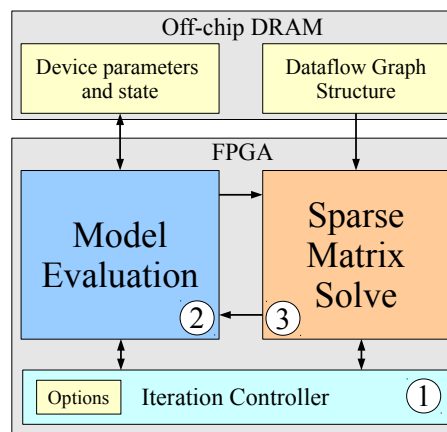 Off-chip DRAM
Device parameters
and state
Dataflow Graph
Structure
FPGA
Model
Evaluation
2
Sparse
Matrix
Solve
3
Options
Iteration Controller
1